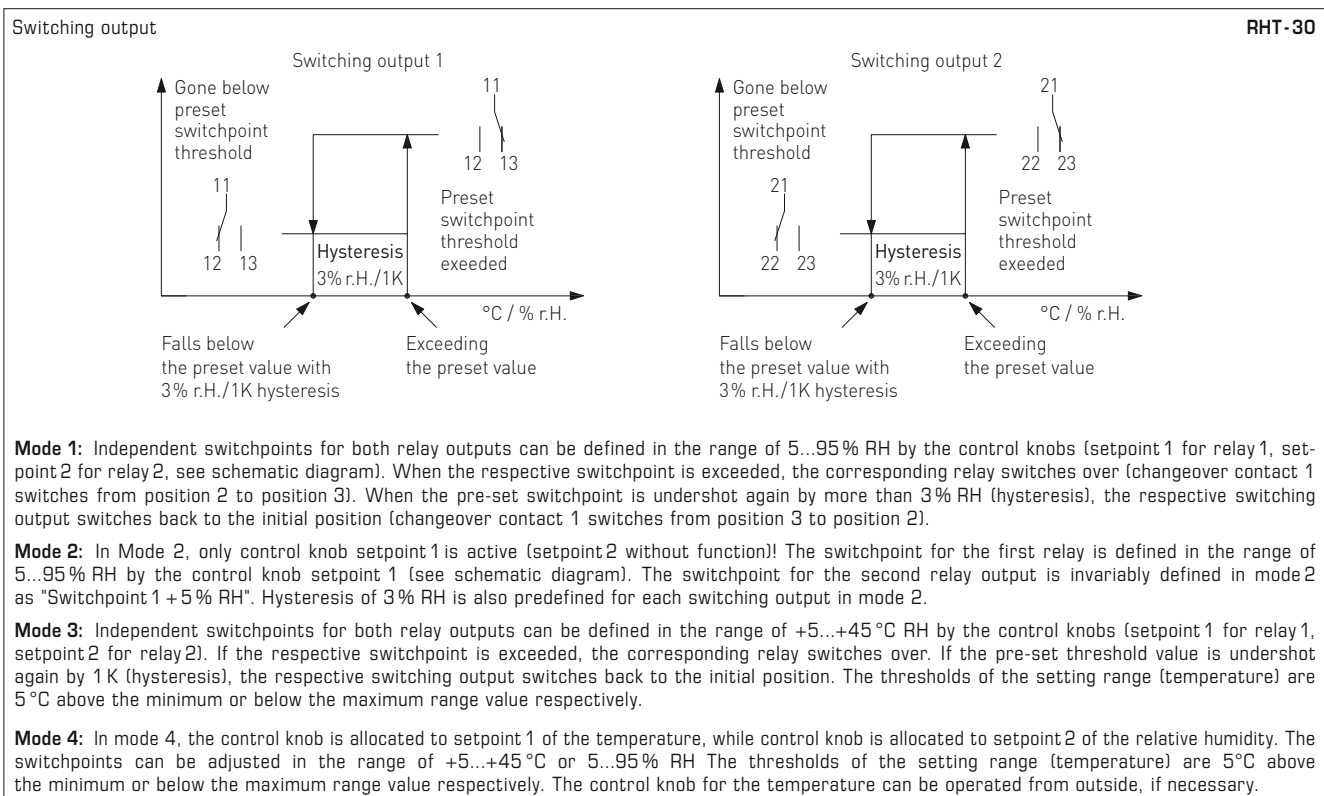 Switching output
RHT-30
Switching output 1
Gone below
preset
switchpoint
threshold
11
12 13
11
12 13
Preset
switchpoint
threshold
exeeded
Hysteresis
3% r.H./1K
°C / % r.H.
Falls below
the preset value with
3% r.H./1K hysteresis
Exceeding
the preset value
Switching output 2
Gone below
preset
switchpoint
threshold
21
22 23
21
22 23
Preset
switchpoint
threshold
exeeded
Hysteresis
3% r.H./1K
°C / % r.H.
Falls below
the preset value with
3% r.H./1K hysteresis
Exceeding
the preset value
Mode 1: Independent switchpoints for both relay outputs can be defined in the range of 5...95% RH by the control knobs (setpoint 1 for relay 1, set-
point 2 for relay 2, see schematic diagram). When the respective switchpoint is exceeded, the corresponding relay switches over (changeover contact 1
switches from position 2 to position 3). When the pre-set switchpoint is undershot again by more than 3% RH (hysteresis), the respective switching
output switches back to the initial position (changeover contact 1 switches from position 3 to position 2).
Mode 2: In Mode 2, only control knob setpoint 1 is active (setpoint 2 without function)! The switchpoint for the first relay is defined in the range of
5...95% RH by the control knob setpoint 1 (see schematic diagram). The switchpoint for the second relay output is invariably defined in mode 2
as "Switchpoint 1 + 5% RH". Hysteresis of 3% RH is also predefined for each switching output in mode 2.
Mode 3: Independent switchpoints for both relay outputs can be defined in the range of +5...+45 °C RH by the control knobs (setpoint 1 for relay 1,
setpoint 2 for relay 2). If the respective switchpoint is exceeded, the corresponding relay switches over. If the pre-set threshold value is undershot
again by 1 K (hysteresis), the respective switching output switches back to the initial position. The thresholds of the setting range (temperature) are
5 °C above the minimum or below the maximum range value respectively.
Mode 4: In mode 4, the control knob is allocated to setpoint 1 of the temperature, while control knob is allocated to setpoint 2 of the relative humidity. The
switchpoints can be adjusted in the range of +5...+45 °C or 5...95% RH The thresholds of the setting range (temperature) are 5°C above
the minimum or below the maximum range value respectively. The control knob for the temperature can be operated from outside, if necessary.